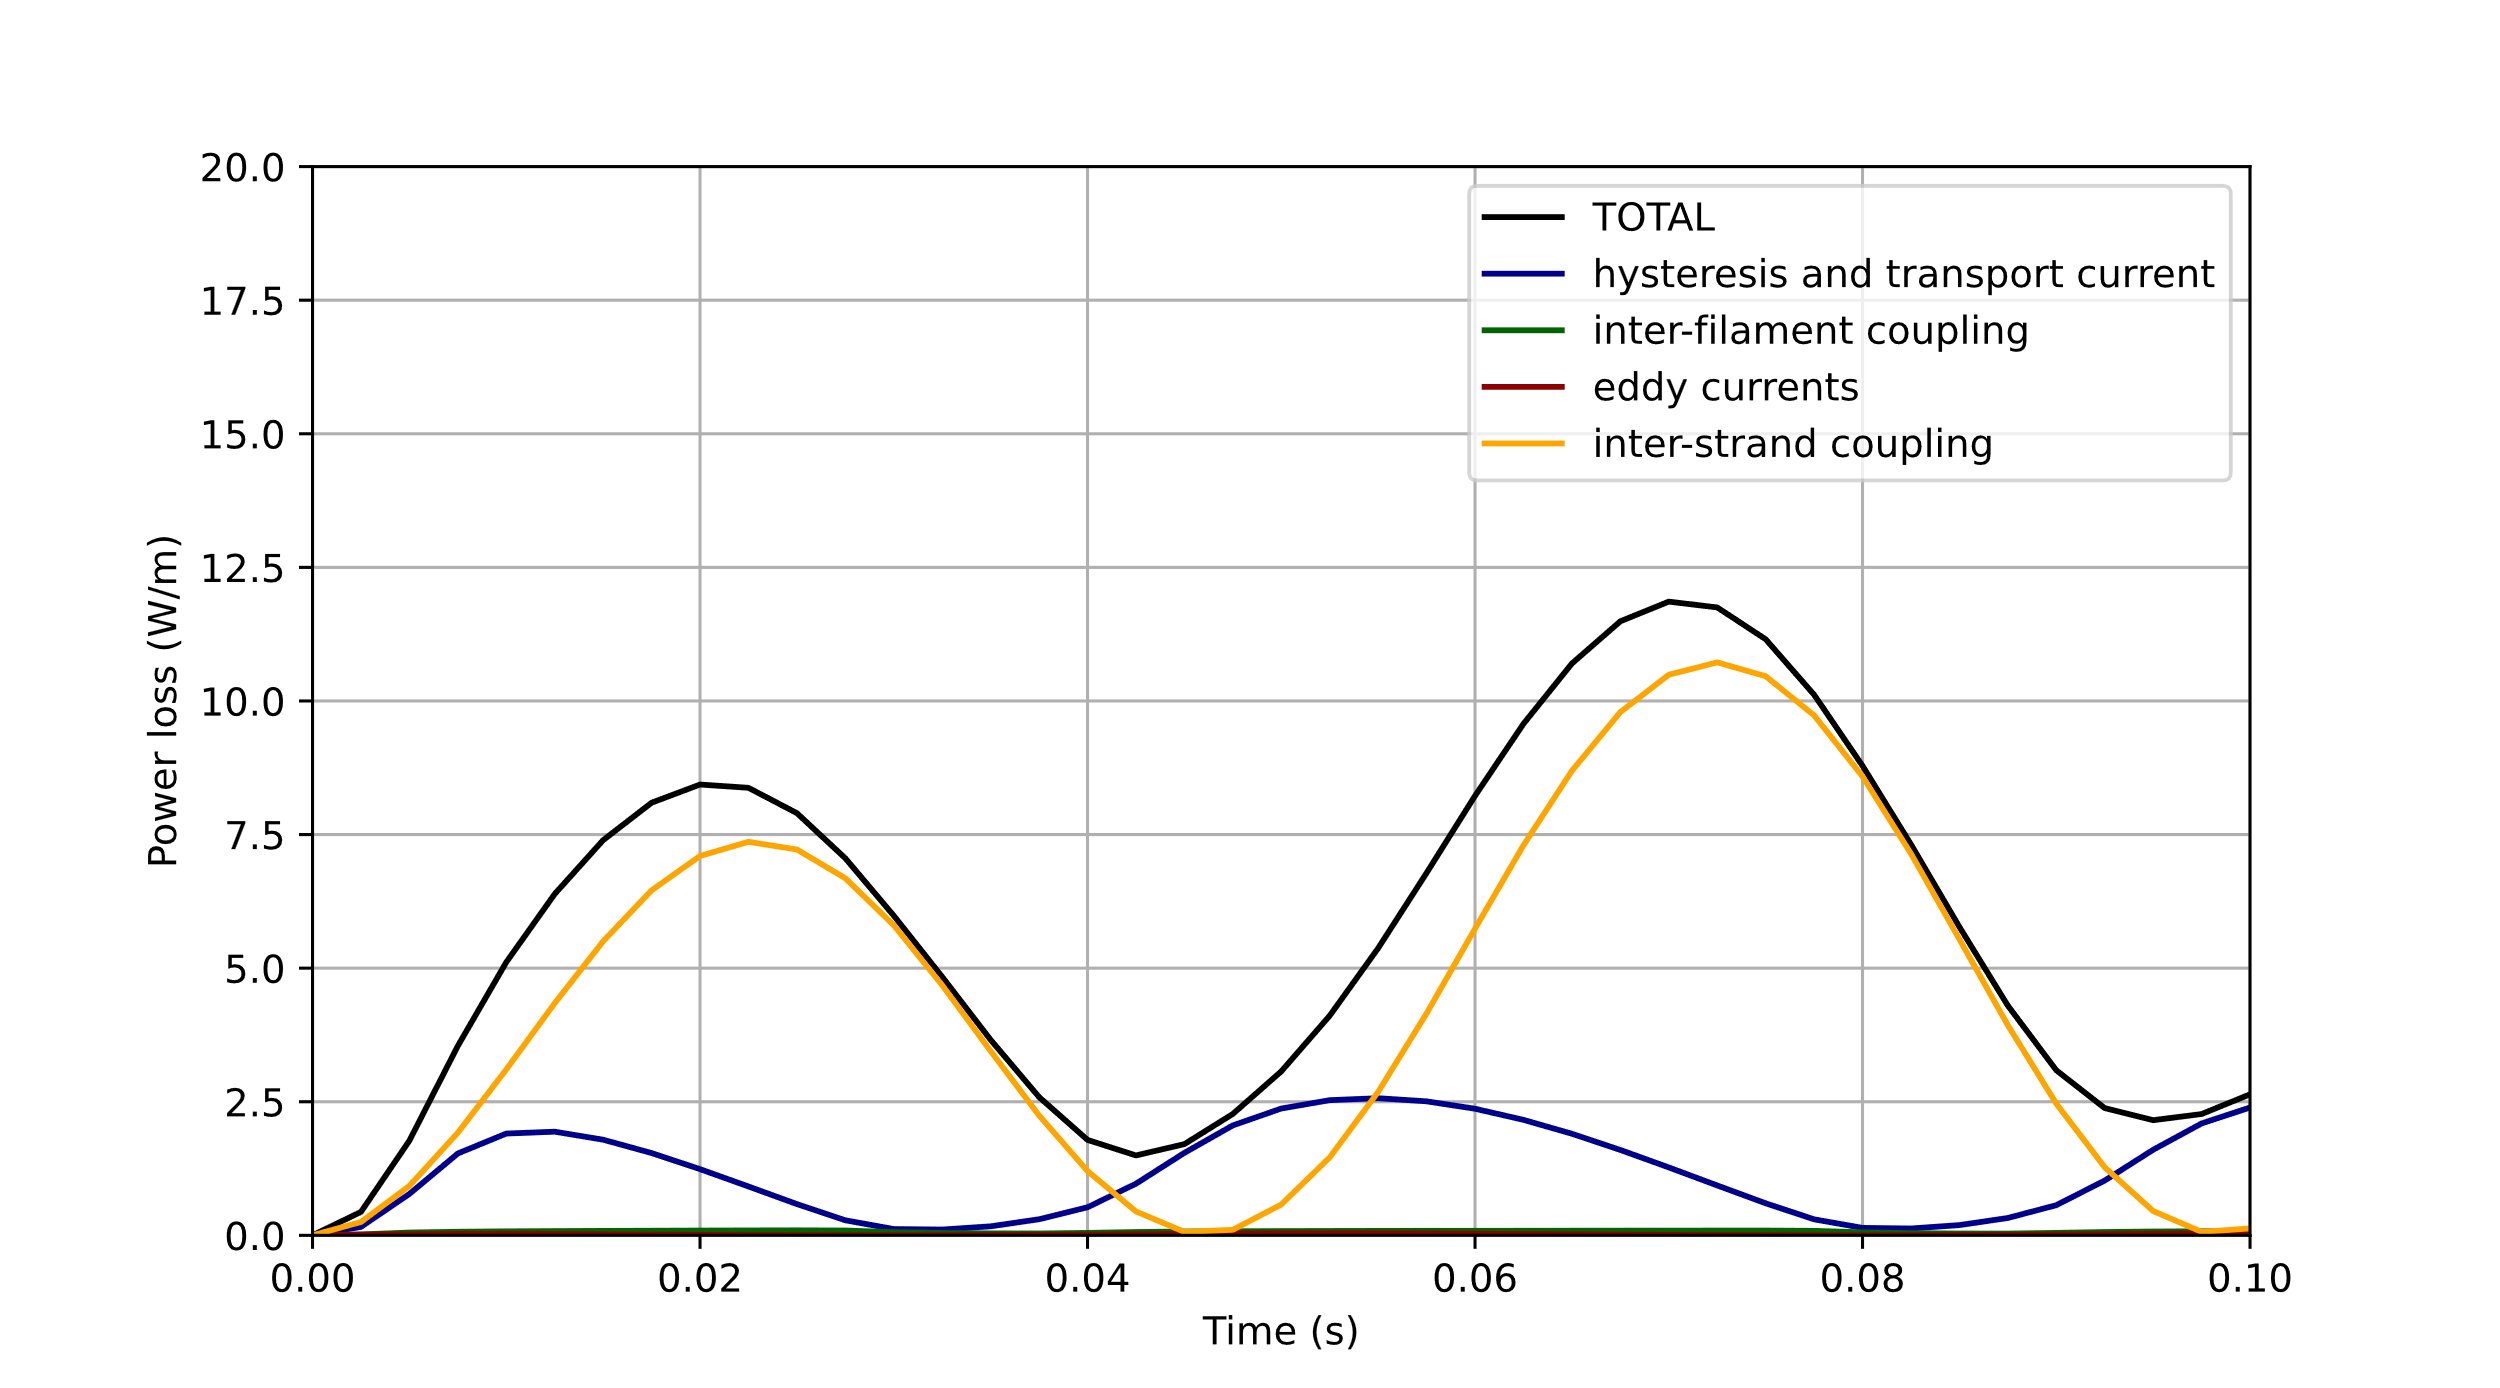 20.0
17.5
15.0
12.5
10.0
7.5
5.0
2.5
0.0
Power loss (W/m)
TOTAL
hysteresis and transport current
inter-filament coupling
eddy currents
inter-strand coupling
0.00 0.02 0.04 0.06 0.08 0.10
Time (s)